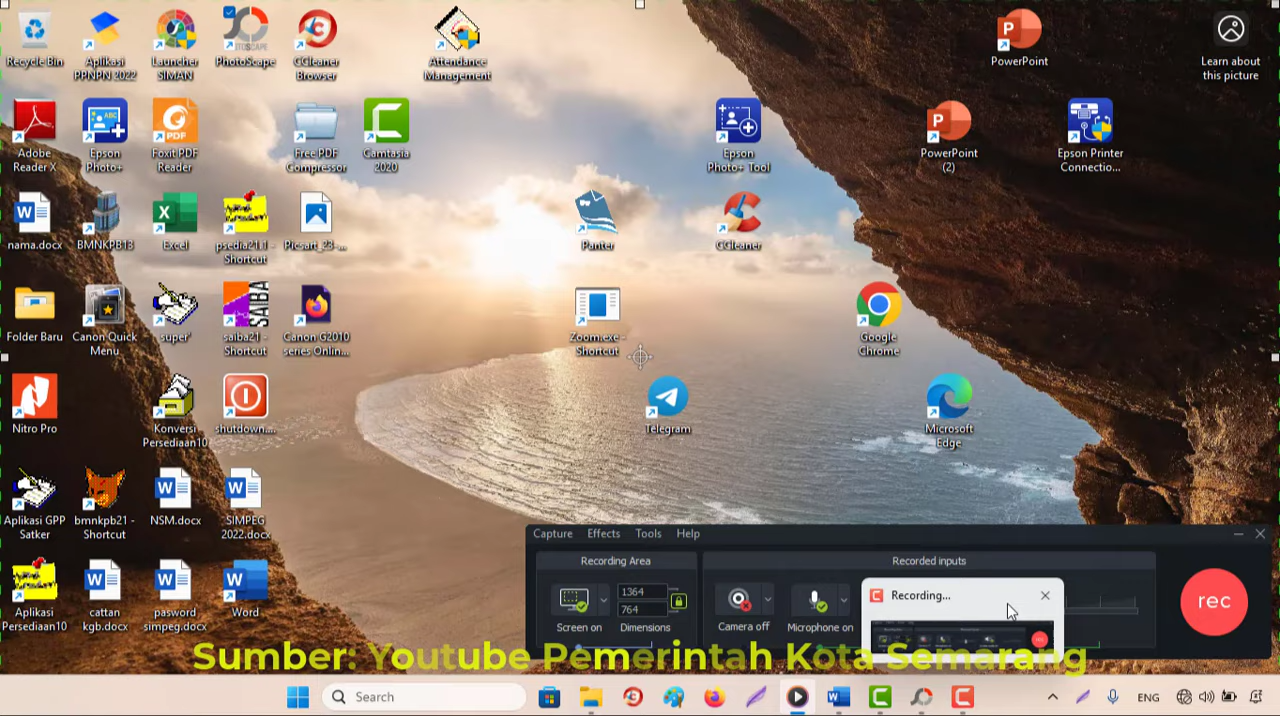 Recycle Bin
Aplikasi
PPNPN 2022
Launcher
SIMAN
PhotoScape
CCleaner
Browser
Attendance
Management
PowerPoint
Learn about
this picture
Adobe
Reader X
Epson
Photo+
Foxit PDF
Reader
Free PDF
Compressor
Camtasia
2020
Epson
Photo+ Tool
PowerPoint
(2)
Epson Printer
Connectio...
nama.docx
BMNKPB13
Excel
psedia21.1 -
Shortcut
Picsart_23-...
Panter
CCleaner
Folder Baru
Canon Quick
Menu
super'
saiba21 -
Shortcut
Canon G2010
series Onlin...
Zoom.exe -
Shortcut
Google
Chrome
Nitro Pro
Konversi
Persediaan10
shutdown....
Telegram
Microsoft
Edge
Aplikasi GPP
Satker
bmnkpb21 -
Shortcut
NSM.docx
SIMPEG
2022.docx
Aplikasi
Persediaan10
cattan
kgb.docx
pasword
simpeg.docx
Word
Capture Effects Tools Help
Recording Area
Recorded inputs
1364
764
Screen on
Dimensions
Camera off
Microphone on
Recording...
rec
Sumber: Youtube Pemerintah Kota Semarang
Search
ENG